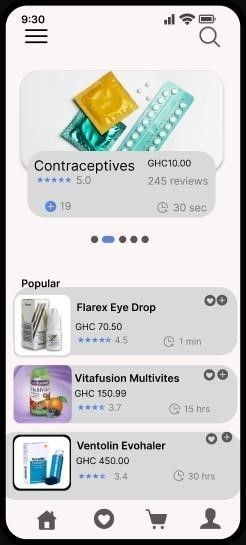 9:30
Contraceptives GHC10.00
5.0 245 reviews
19 30 sec
Popular
Flarex Eye Drop
GHC 70.50
4.5 1 min
Vitafusion Multivites
GHC 150.99
3.7 15 hrs
Ventolin Evohaler
GHC 450.00
3.4 30 hrs